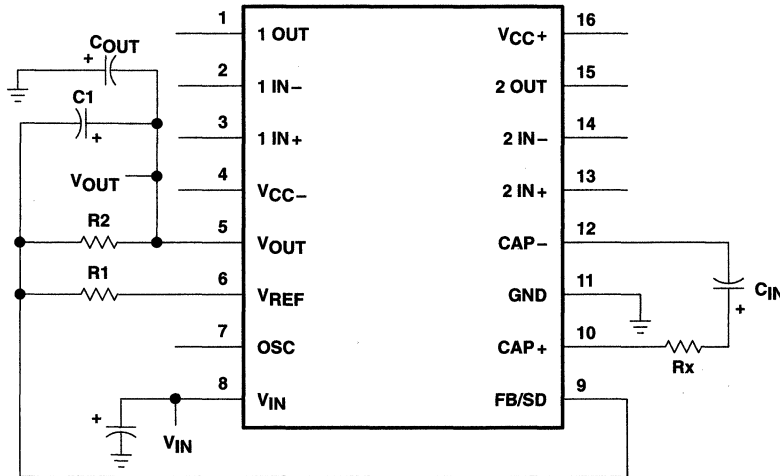 1
1 OUT
VCC+
16
COUT
+
2
1 IN−
2 OUT
15
C1
+
3
1 IN+
2 IN−
14
VOUT
4
VCC−
2 IN+
13
R2
5
VOUT
CAP−
12
R1
6
VREF
GND
11
CIN
+
7
OSC
CAP+
10
Rx
8
VIN
FB/SD
9
+
VIN